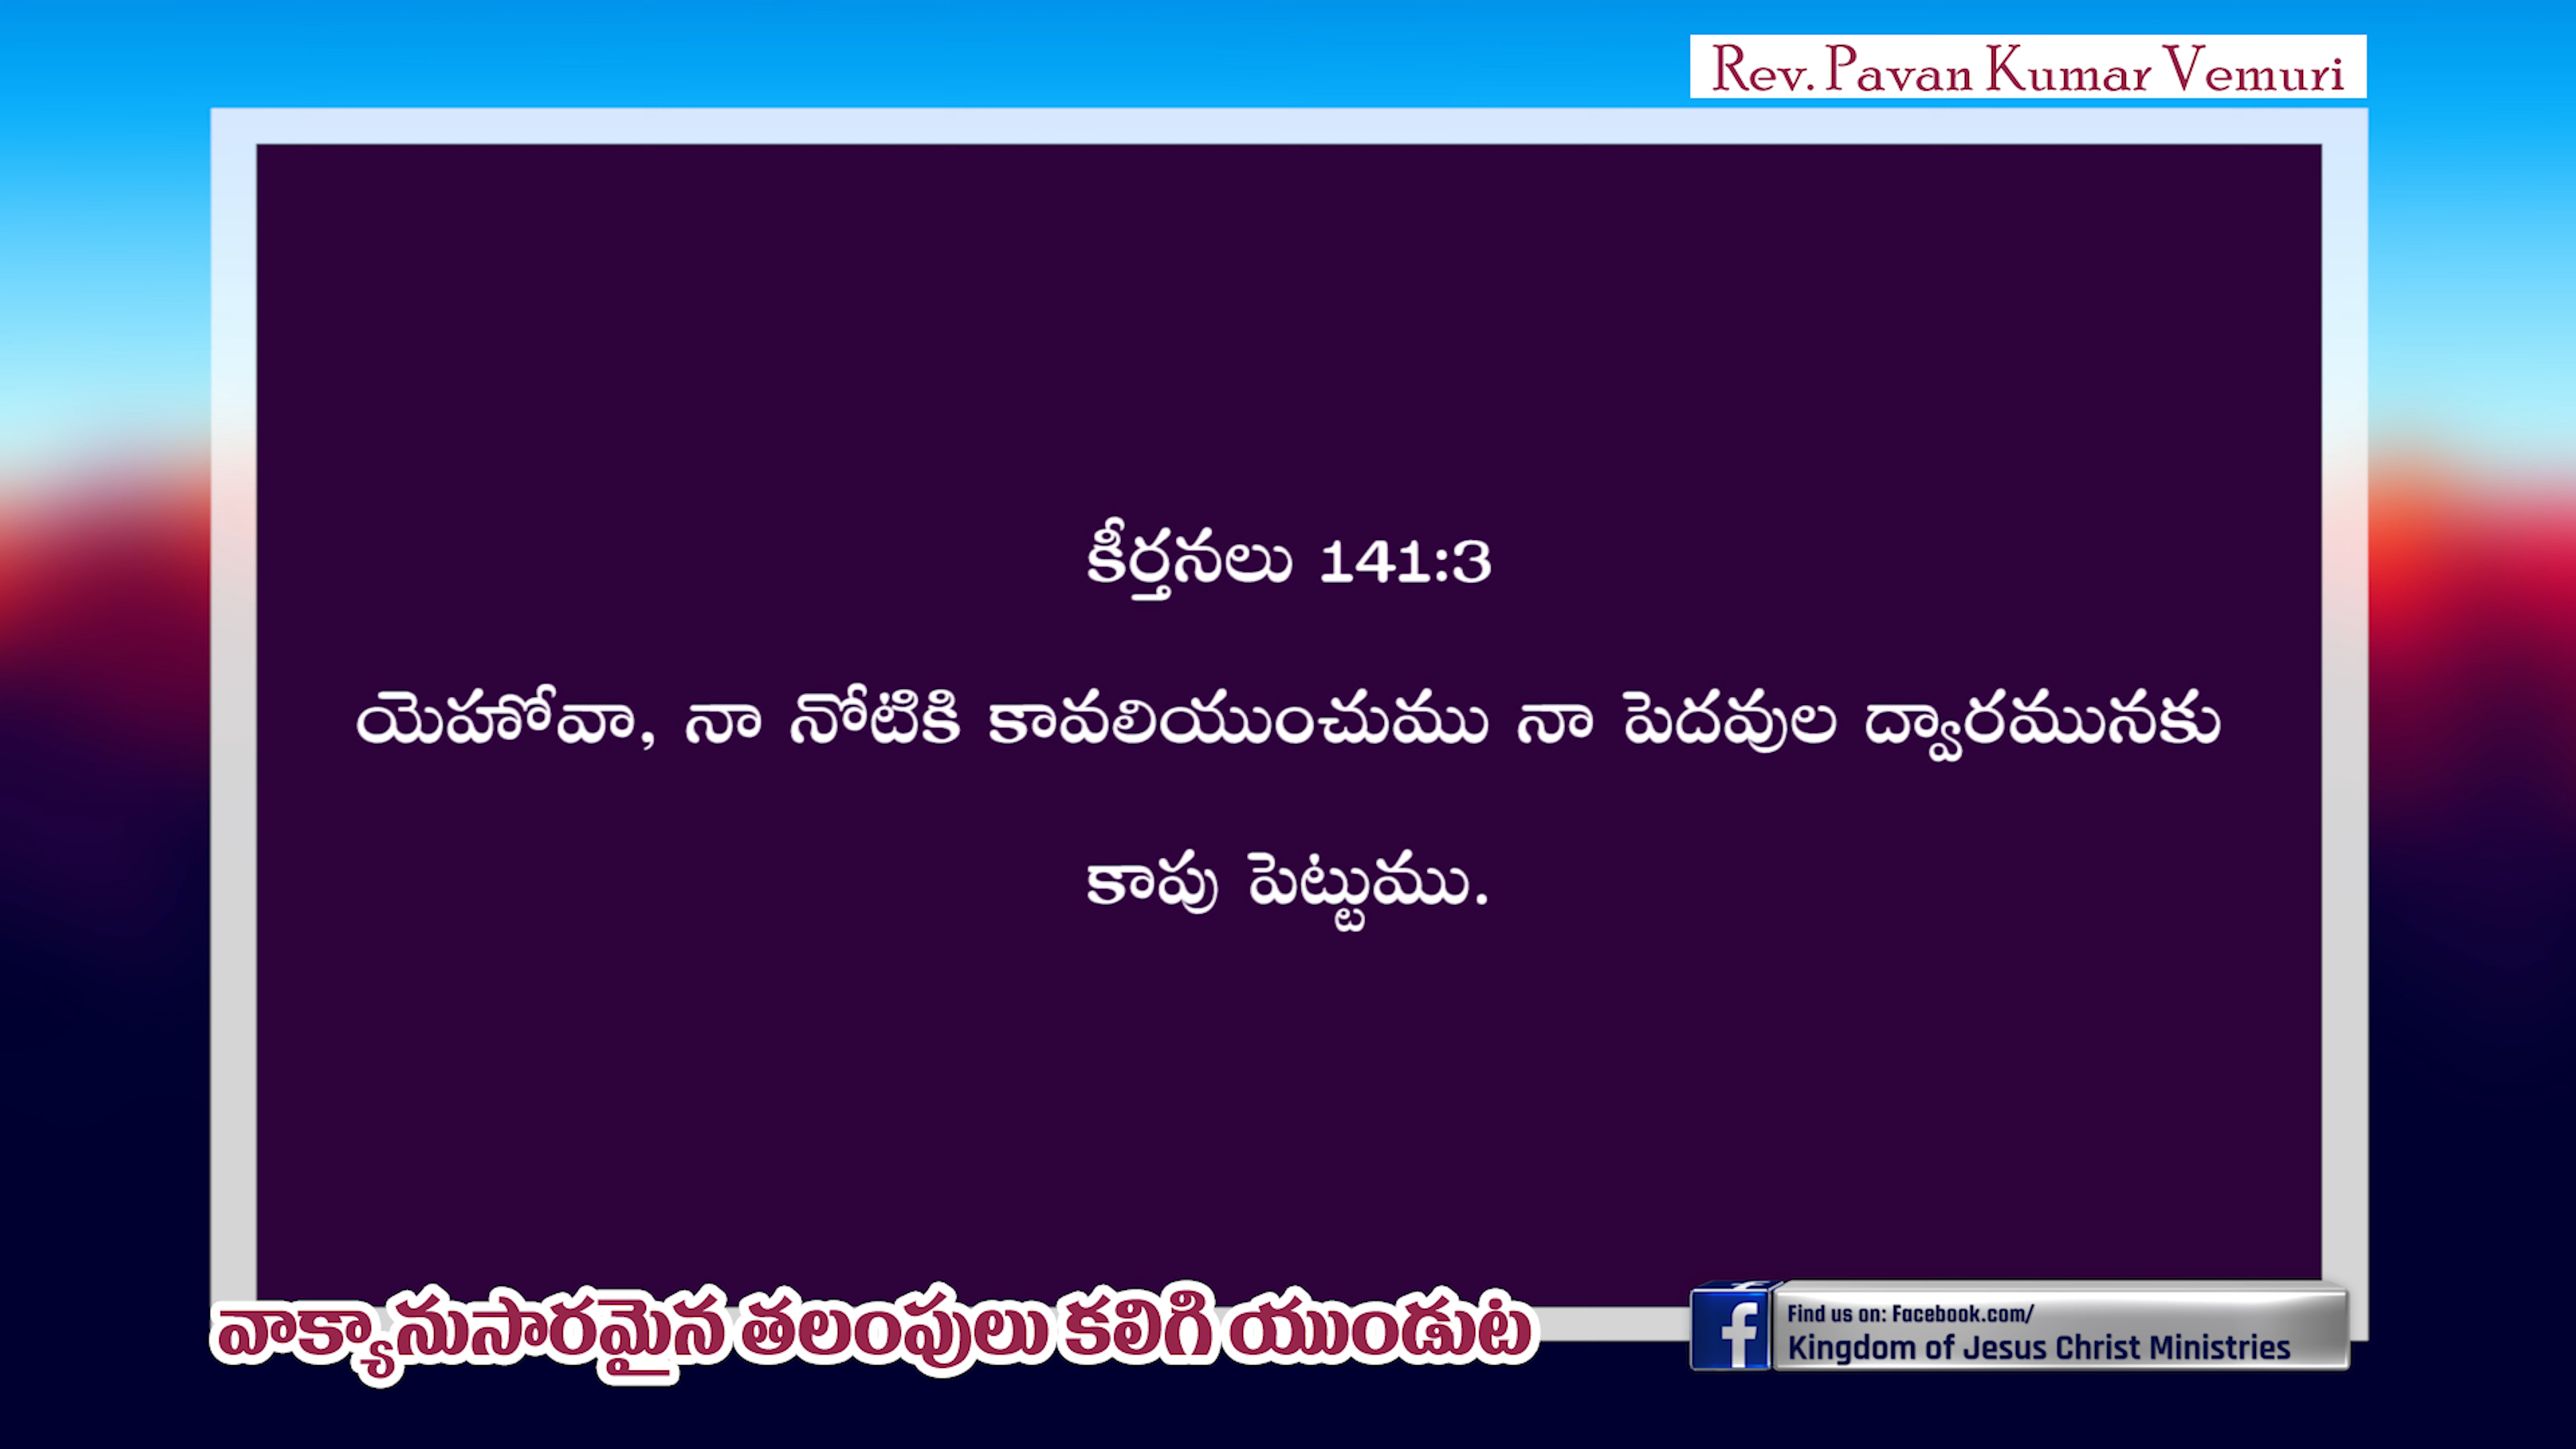 Rev. Pavan Kumar Vemuri
కీర్తనలు 141:3
యెహోవా, నా నోటికి కావలియుంచుము నా పెదవుల ద్వారమునకు
కాపు పెట్టుము.
వాక్యానుసారమైన తలంపులు కలిగి యుండుట
Find us on: Facebook.com/
Kingdom of Jesus Christ Ministries